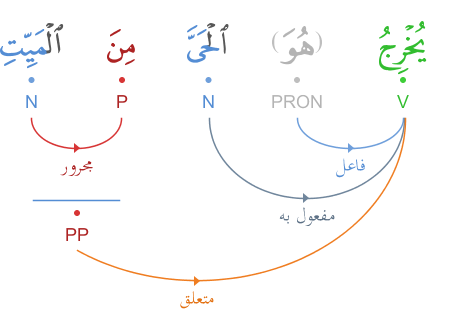 يُخْرِجُ (هُوَ) ٱلْحَىَّ مِنَ ٱلْمَيِّتِ
V PRON N P N
فاعل
مجرور
مفعول به
PP
متعلق